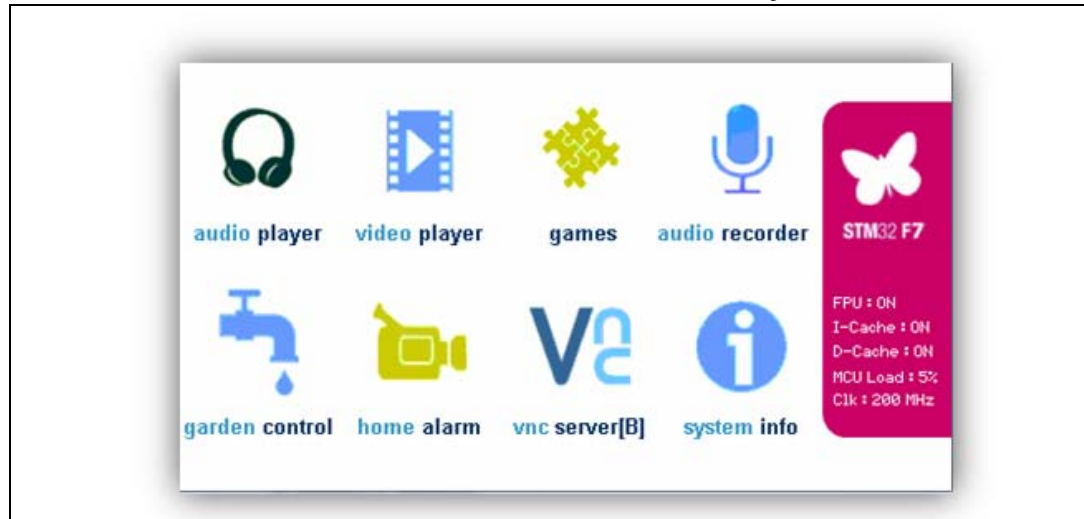 audio player
video player
games
audio recorder
STM32 F7
garden control
home alarm
Vnc
vnc server[B]
system info
FPU : ON
I-Cache : ON
D-Cache : ON
MCU Load : 5%
Clk : 200 MHz